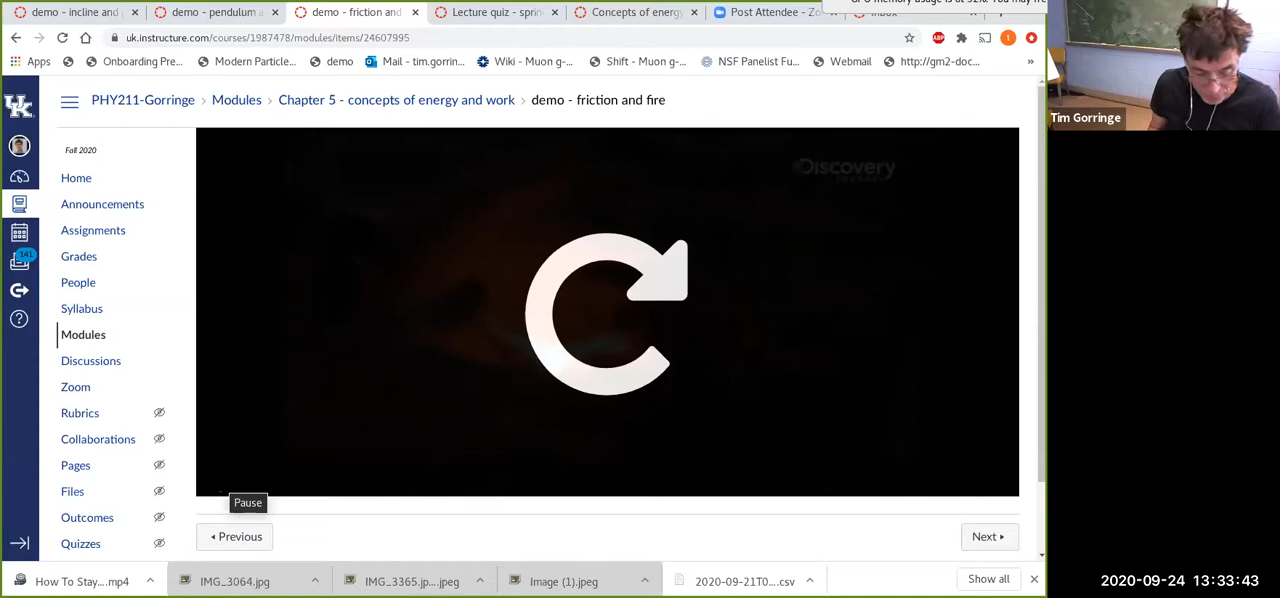 demo - incline and
demo - pendulum a
demo - friction and
Lecture quiz - sprin
Concepts of energy
Post Attendee - Zo
Inbox
uk.instructure.com/courses/1987478/modules/items/24607995
ABP
t
Apps
Onboarding Pre...
Modern Particle...
demo
Mail - tim.gorrin...
Wiki - Muon g-...
Shift - Muon g-...
NSF Panelist Fu...
Webmail
http://gm2-doc...
»
UK
PHY211-Gorringe › Modules › Chapter 5 - concepts of energy and work › demo - friction and fire
Tim Gorringe
Fall 2020
Discovery
Home
Announcements
Assignments
Grades
141
People
Syllabus
Modules
Discussions
Zoom
Rubrics
Collaborations
Pages
Files
Outcomes
Quizzes
Pause
Previous
Next
How To Stay....mp4
IMG_3064.jpg
IMG_3365.jp....jpeg
Image (1).jpeg
2020-09-21T0....csv
Show all
2020-09-24 13:33:43